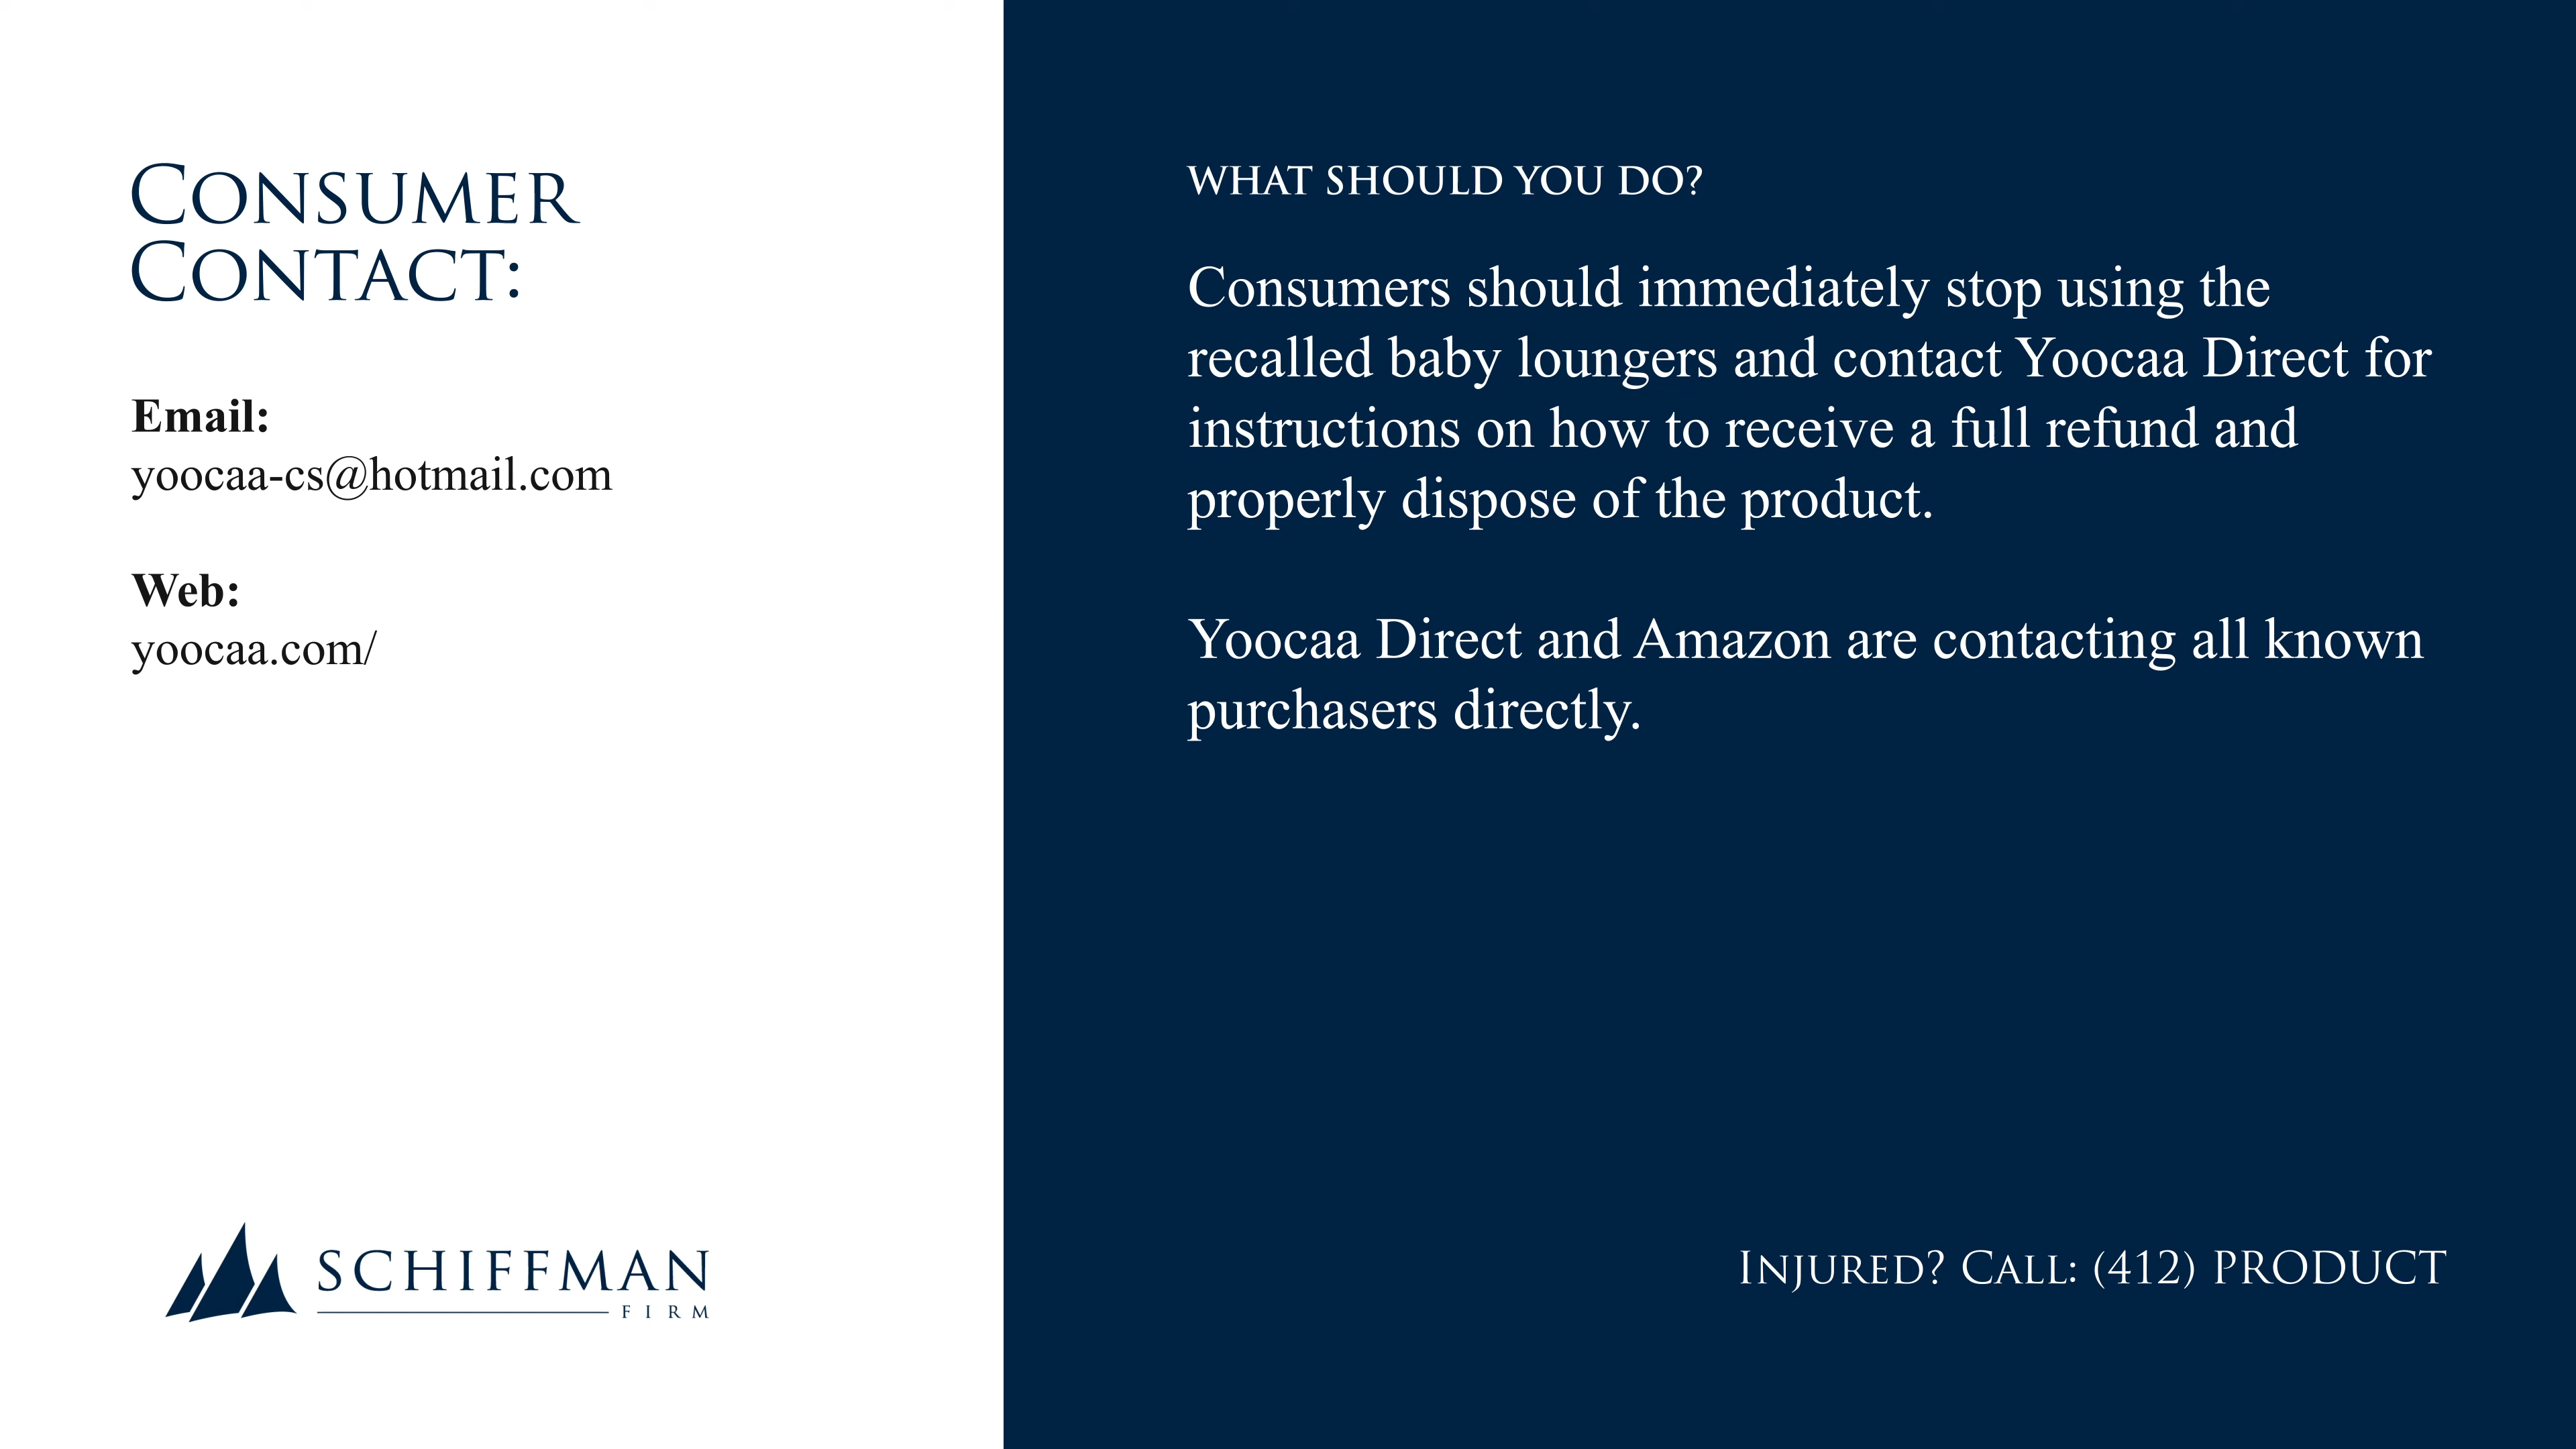 CONSUMER
CONTACT:
Email:
yoocaa-cs@hotmail.com
Web:
yoocaa.com/
SCHIFFMAN
FIRM
WHAT SHOULD YOU DO?
Consumers should immediately stop using the
recalled baby loungers and contact Yoocaa Direct for
instructions on how to receive a full refund and
properly dispose of the product.
Yoocaa Direct and Amazon are contacting all known
purchasers directly.
INJURED? CALL: (412) PRODUCT